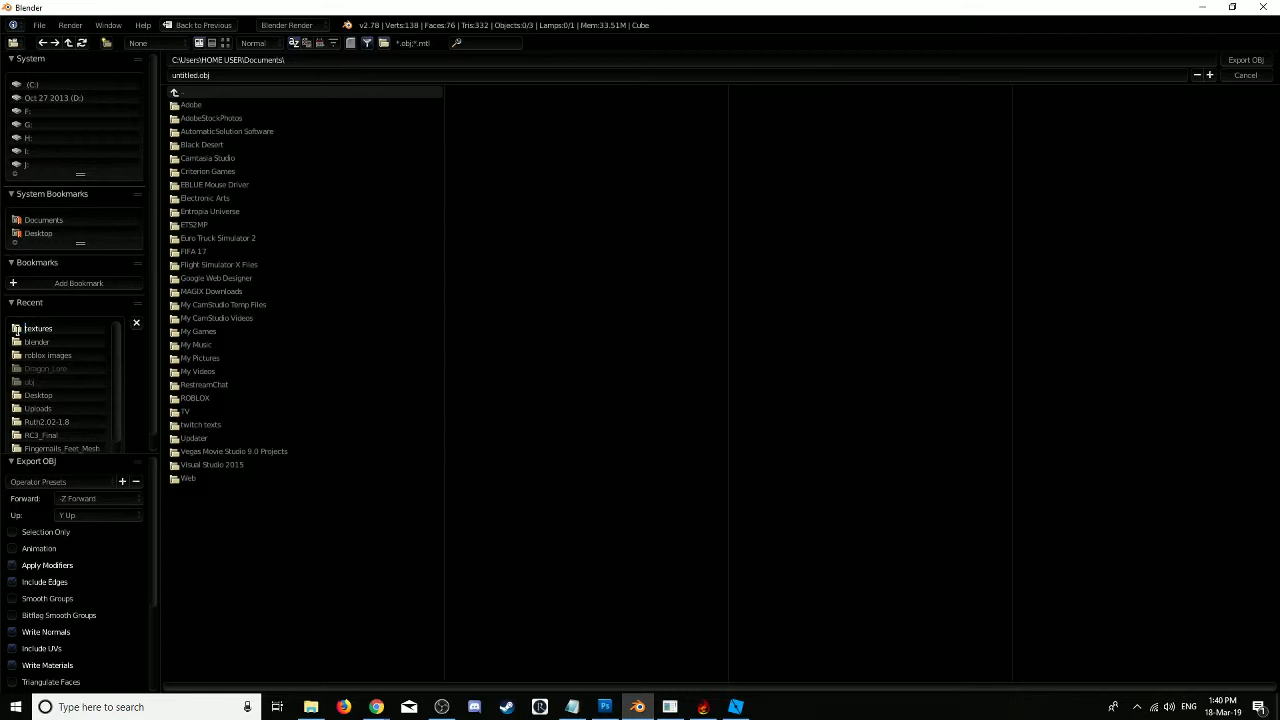 Blender
File Render Window Help Back to Previous Blender Render v2.78 | Verts:138 | Faces:76 | Tris:332 | Objects:0/3 | Lamps:0/1 | Mem:33.51M | Cube
None Normal *.obj;*.mtl
System
(C:)
Oct 27 2013 (D:)
F:
G:
H:
I:
J:
System Bookmarks
Documents
Desktop
Bookmarks
Add Bookmark
Recent
textures
blender
roblox images
Dragon_Lore
obj
Desktop
Uploads
Ruth2.02-1.8
RC3_Final
Fingernails_Feet_Mesh
Export OBJ
Operator Presets
Forward: -Z Forward
Up: Y Up
Selection Only
Animation
Apply Modifiers
Include Edges
Smooth Groups
Bitflag Smooth Groups
Write Normals
Include UVs
Write Materials
Triangulate Faces
C:\Users\HOME USER\Documents\ Export OBJ
untitled.obj Cancel
..
Adobe
AdobeStockPhotos
AutomaticSolution Software
Black Desert
Camtasia Studio
Criterion Games
EBLUE Mouse Driver
Electronic Arts
Entropia Universe
ETS2MP
Euro Truck Simulator 2
FIFA 17
Flight Simulator X Files
Google Web Designer
MAGIX Downloads
My CamStudio Temp Files
My CamStudio Videos
My Games
My Music
My Pictures
My Videos
RestreamChat
ROBLOX
TV
twitch texts
Updater
Vegas Movie Studio 9.0 Projects
Visual Studio 2015
Web
Type here to search ENG 1:40 PM
18-Mar-19